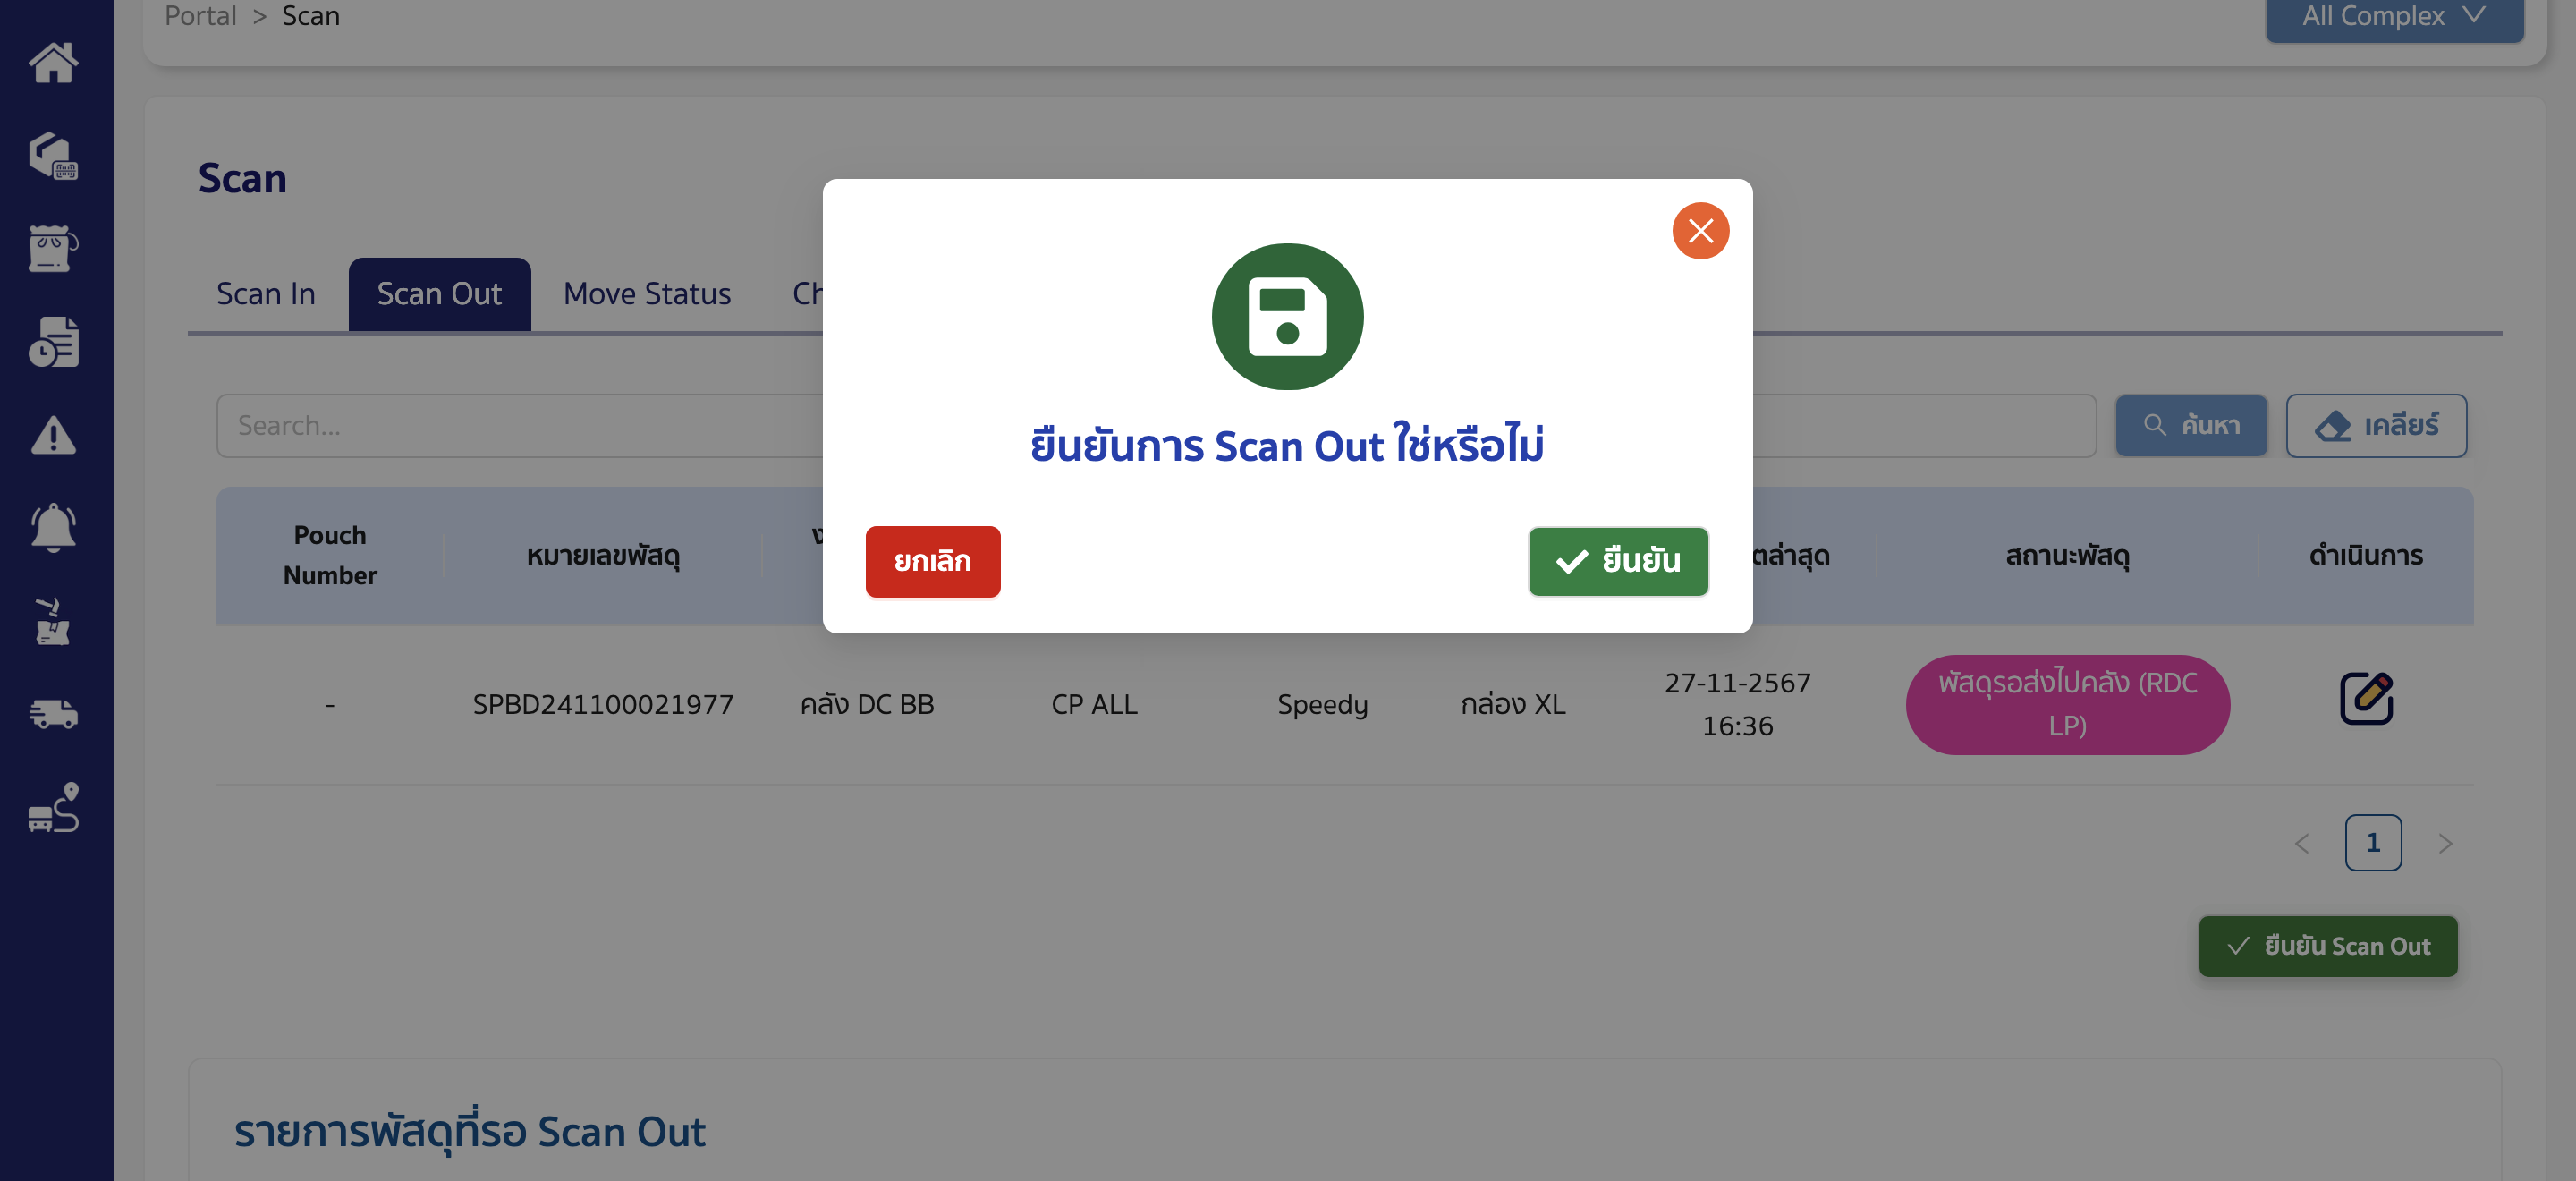 Portal > Scan
All Complex
Scan
Scan In
Scan Out
Move Status
Ch
Search...
ค้นหา
เคลียร์
ยืนยันการ Scan Out ใช่หรือไม่
ยกเลิก
ยืนยัน
Pouch
Number
หมายเลขพัสดุ
สถานะพัสดุ
ดำเนินการ
-
SPBD241100021977
คลัง DC BB
CP ALL
Speedy
กล่อง XL
27-11-2567
16:36
พัสดุรอส่งไปคลัง (RDC
LP)
1
ยืนยัน Scan Out
รายการพัสดุที่รอ Scan Out